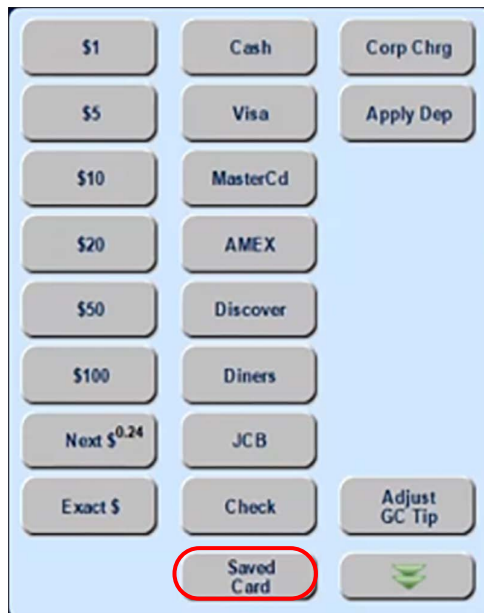 $1 Cash Corp Chrg
$5 Visa Apply Dep
$10 MasterCd
$20 AMEX
$50 Discover
$100 Diners
Next $0.24 JCB
Exact $ Check Adjust
GC Tip
Saved
Card